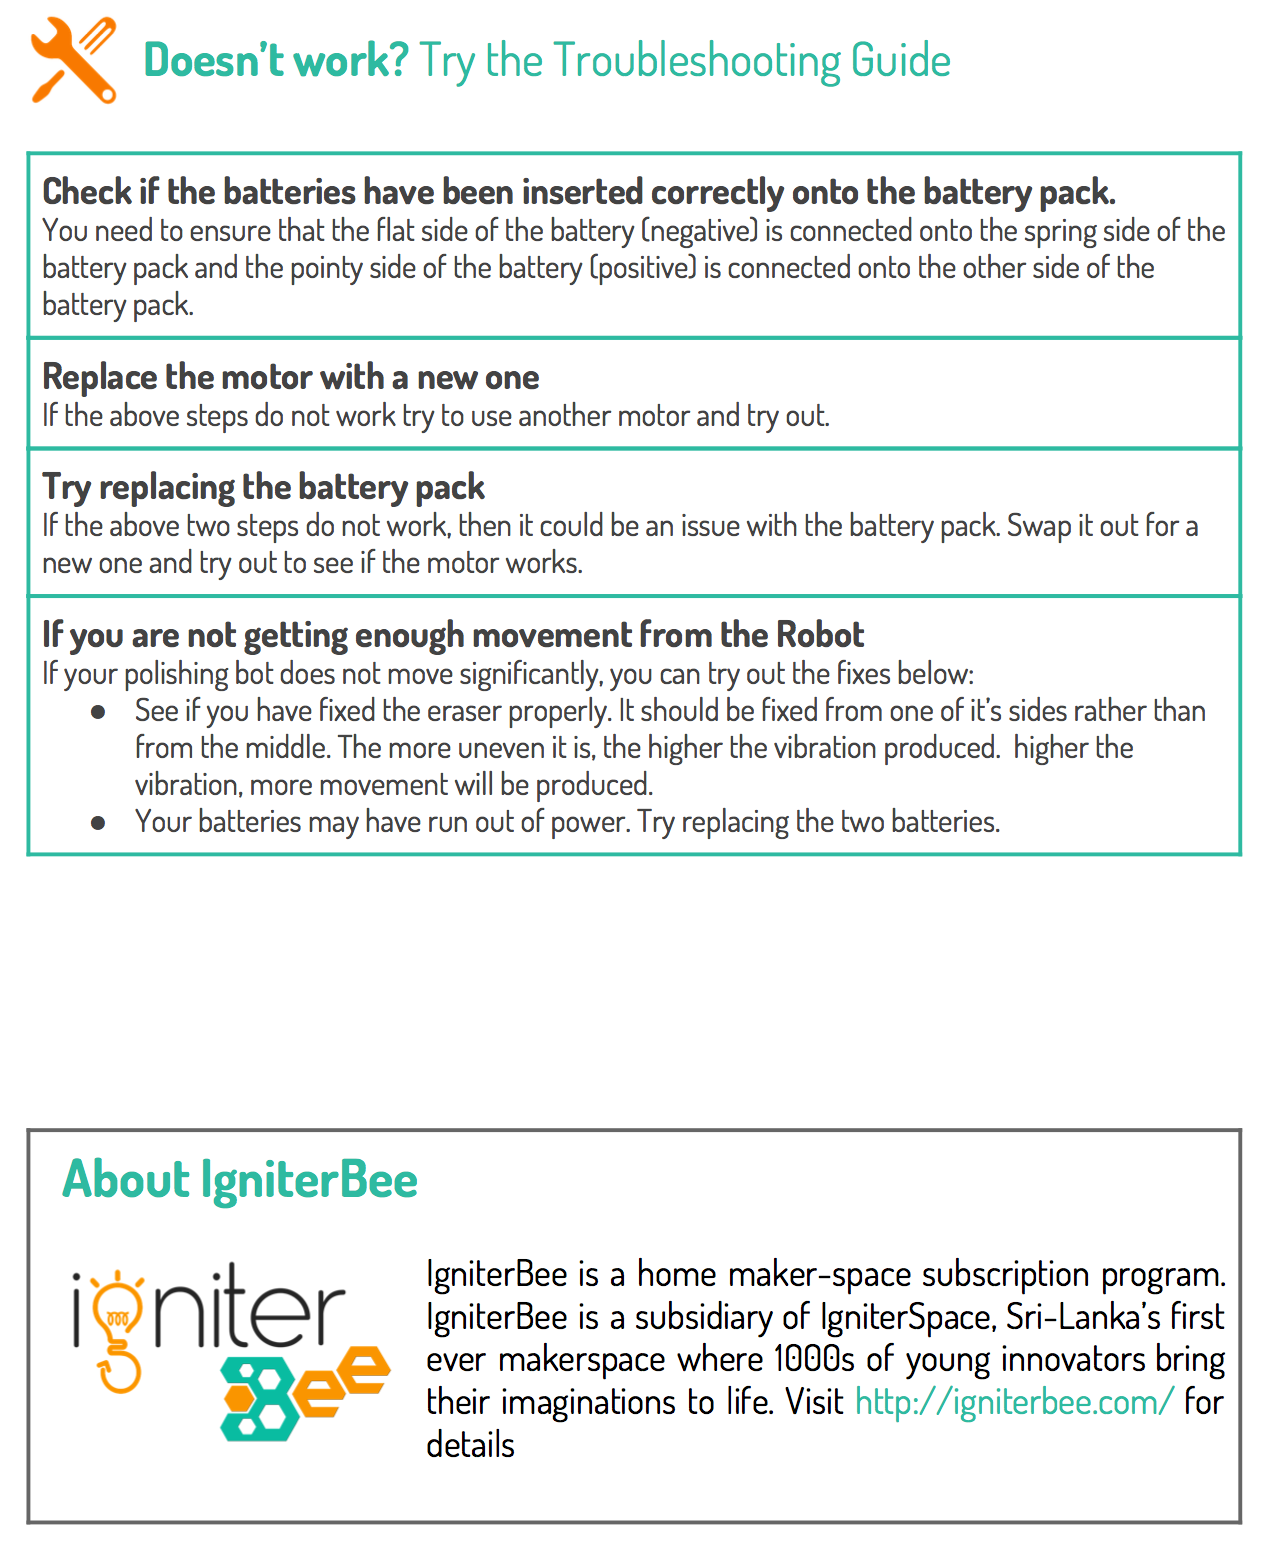 Doesn't work? Try the Troubleshooting Guide
Check if the batteries have been inserted correctly onto the battery pack.
You need to ensure that the flat side of the battery (negative) is connected onto the spring side of the
battery pack and the pointy side of the battery (positive) is connected onto the other side of the
battery pack.
Replace the motor with a new one
If the above steps do not work try to use another motor and try out.
Try replacing the battery pack
If the above two steps do not work, then it could be an issue with the battery pack. Swap it out for a
new one and try out to see if the motor works.
If you are not getting enough movement from the Robot
If your polishing bot does not move significantly, you can try out the fixes below:
● See if you have fixed the eraser properly. It should be fixed from one of it's sides rather than
from the middle. The more uneven it is, the higher the vibration produced.  higher the
vibration, more movement will be produced.
● Your batteries may have run out of power. Try replacing the two batteries.
About IgniterBee
igniter
Bee
IgniterBee is a home maker-space subscription program.
IgniterBee is a subsidiary of IgniterSpace, Sri-Lanka's first
ever makerspace where 1000s of young innovators bring
their imaginations to life. Visit http://igniterbee.com/ for
details